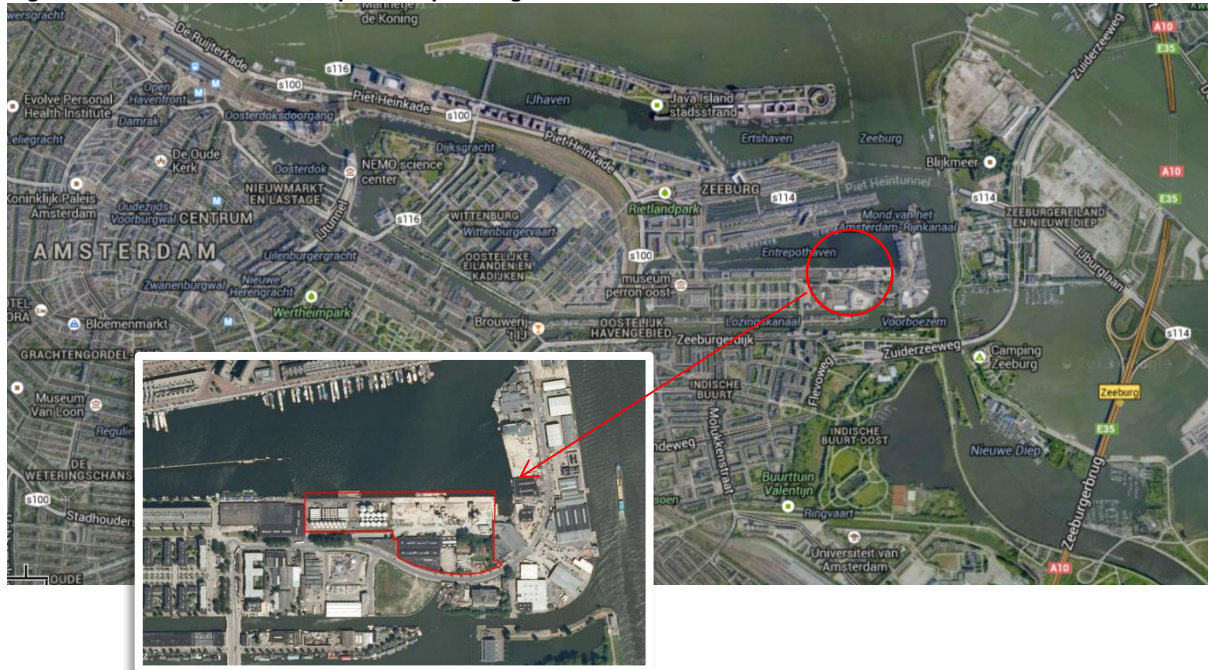 de Koning
De Ruijterkade
s116
A10
E35
Zuiderzeeweg
s100
Evolve Personal
Health Institute
Open
Havenfront
Damrak
M
M
M
Oosterdoksdoorgang
Piet Heinkade
s100
IJhaven
Java Island
stadsstrand
Ertshaven
Zeeburg
De Oude
Kerk
Oosterdok
NEMO science
center
Dijksgracht
Piet Heinkade
Blijkmeer
A10
E35
Koninklijk Paleis
Amsterdam
Oudezijds
Voorburgwal
CENTRUM
NIEUWMARKT
EN LASTAGE
IJtunnel
s116
WITTENBURG
Wittenburgervaart
Rietlandpark
ZEEBURG
s114
Piet Heintunnel
s114
Mond van het
Amsterdam-Rijnkanaal
ZEEBURGEREILAND
EN NIEUWE DIEP
AMSTERDAM
Uilenburgergracht
OOSTELIJKE
EILANDEN EN
KADIJKEN
s100
Entrepothaven
IJburglaan
Zwanenburgwal
Nieuwe
Herengracht
Wertheimpark
museum
perron oost
Bloemenmarkt
M
Brouwerij
't IJ
OOSTELIJK
HAVENGEBIED
Lozingskanaal
Voorboezem
s114
Zeeburgerdijk
Zuiderzeeweg
Camping
Zeeburg
Museum
Van Loon
INDISCHE
BUURT
Flevoweg
Molukkenstraat
Zeeburg
E35
DE
WETERINGSCHANS
INDISCHE
BUURT OOST
Nieuwe Diep
s100
Buurttuin
Valentijn
Ringvaart
Zeeburgerbrug
Universiteit van
Amsterdam
A10
OUDE